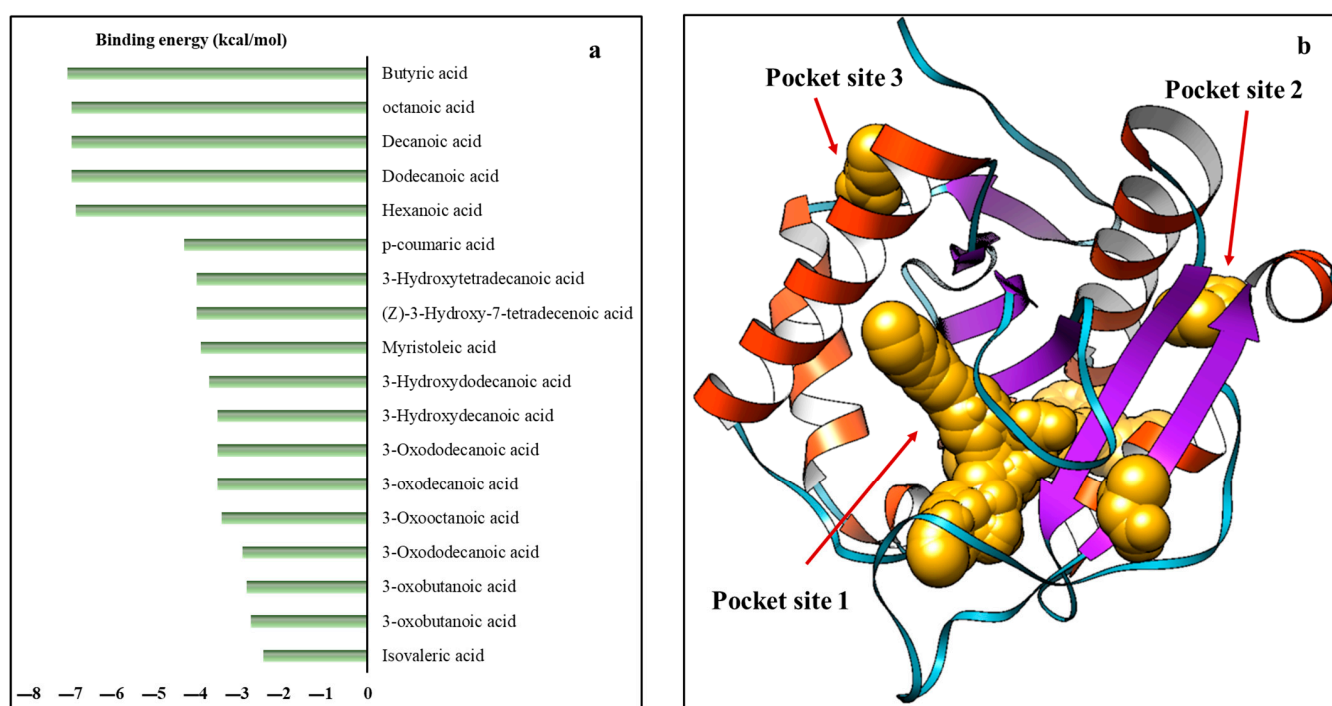 Binding energy (kcal/mol)
a
Butyric acid
octanoic acid
Decanoic acid
Dodecanoic acid
Hexanoic acid
p-coumaric acid
3-Hydroxytetradecanoic acid
(Z)-3-Hydroxy-7-tetradecenoic acid
Myristoleic acid
3-Hydroxydodecanoic acid
3-Hydroxydecanoic acid
3-Oxododecanoic acid
3-oxodecanoic acid
3-Oxooctanoic acid
3-Oxododecanoic acid
3-oxobutanoic acid
3-oxobutanoic acid
Isovaleric acid
—8 —7 —6 —5 —4 —3 —2 —1 0
b
Pocket site 3
Pocket site 2
Pocket site 1